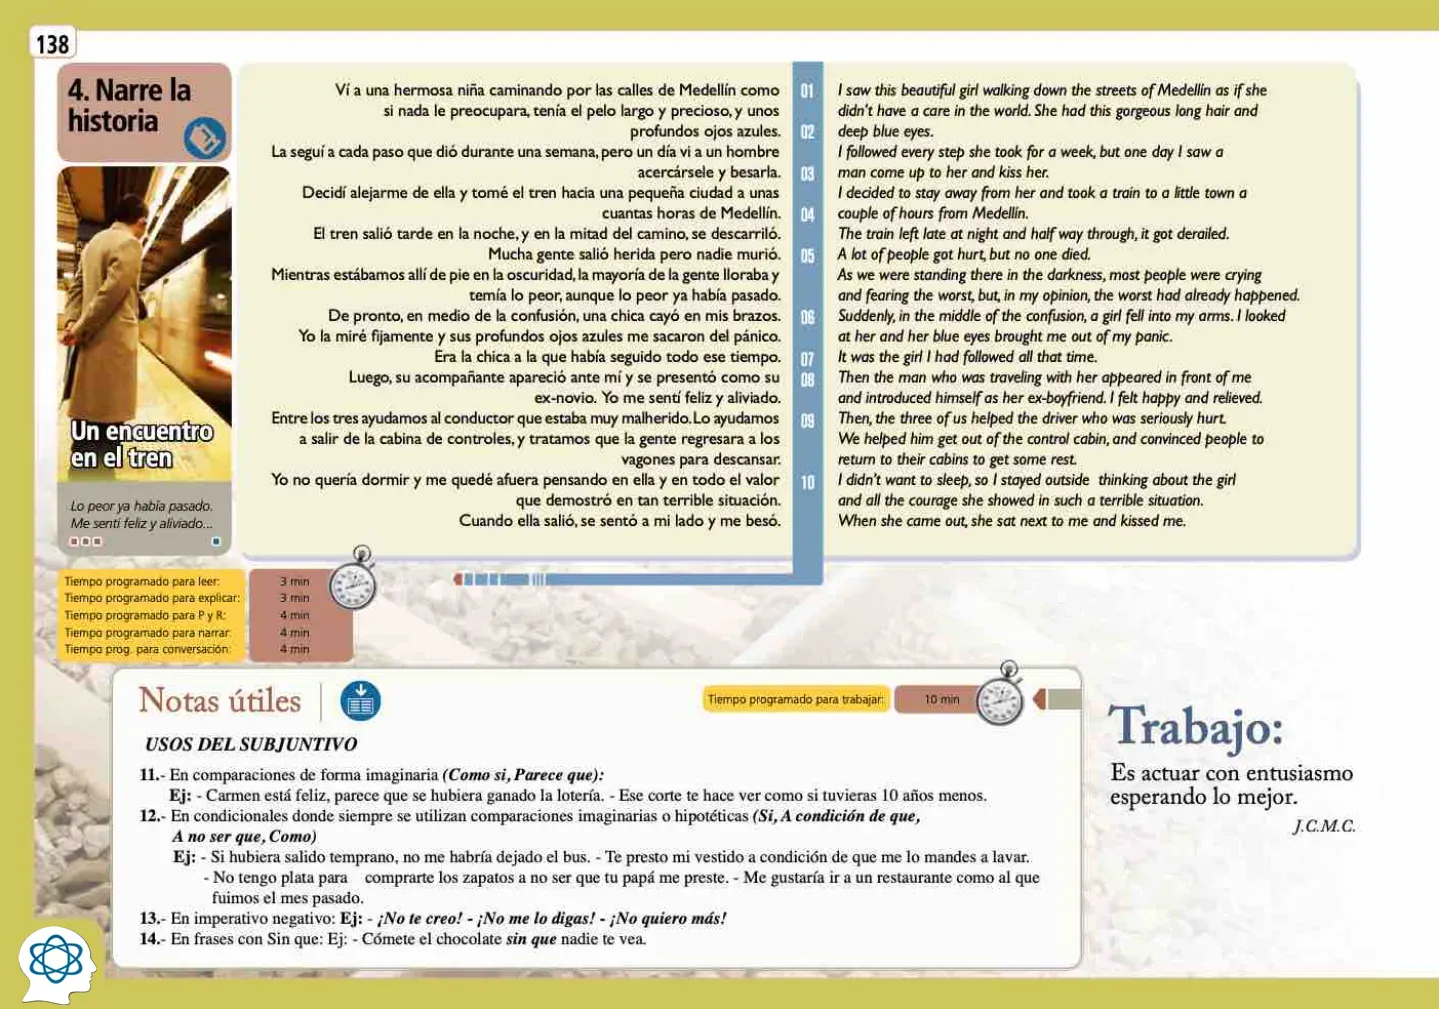 138
4. Narre la
historia
Un encuentro
en el tren
Lo peor ya había pasado.
Me sentí feliz y aliviado...
Ví a una hermosa niña caminando por las calles de Medellín como
si nada le preocupara, tenía el pelo largo y precioso, y unos
profundos ojos azules.
La seguí a cada paso que dió durante una semana, pero un día vi a un hombre
acercársele y besarla.
Decidí alejarme de ella y tomé el tren hacia una pequeña ciudad a unas
cuantas horas de Medellín.
El tren salió tarde en la noche, y en la mitad del camino, se descarriló.
Mucha gente salió herida pero nadie murió.
Mientras estábamos allí de pie en la oscuridad, la mayoría de la gente lloraba y
temía lo peor, aunque lo peor ya había pasado.
De pronto, en medio de la confusión, una chica cayó en mis brazos.
Yo la miré fijamente y sus profundos ojos azules me sacaron del pánico.
Era la chica a la que había seguido todo ese tiempo.
Luego, su acompañante apareció ante mí y se presentó como su
ex-novio. Yo me sentí feliz y aliviado.
Entre los tres ayudamos al conductor que estaba muy malherido. Lo ayudamos
a salir de la cabina de controles, y tratamos que la gente regresara a los
vagones para descansar.
Yo no quería dormir y me quedé afuera pensando en ella y en todo el valor
que demostró en tan terrible situación.
Cuando ella salió, se sentó a mi lado y me besó.
01
02
03
04
05
06
07
08
09
10
I saw this beautiful girl walking down the streets of Medellín as if she
didn't have a care in the world. She had this gorgeous long hair and
deep blue eyes.
I followed every step she took for a week, but one day I saw a
man come up to her and kiss her.
I decided to stay away from her and took a train to a little town a
couple of hours from Medellín.
The train left late at night and half way through, it got derailed.
A lot of people got hurt, but no one died.
As we were standing there in the darkness, most people were crying
and fearing the worst, but, in my opinion, the worst had already happened.
Suddenly, in the middle of the confusion, a girl fell into my arms. I looked
at her and her blue eyes brought me out of my panic.
It was the girl I had followed all that time.
Then the man who was traveling with her appeared in front of me
and introduced himself as her ex-boyfriend. I felt happy and relieved.
Then, the three of us helped the driver who was seriously hurt.
We helped him get out of the control cabin, and convinced people to
return to their cabins to get some rest.
I didn't want to sleep, so I stayed outside thinking about the girl
and all the courage she showed in such a terrible situation.
When she came out, she sat next to me and kissed me.
Tiempo programado para leer: 3 min
Tiempo programado para explicar: 3 min
Tiempo programado para P y R: 4 min
Tiempo programado para narrar: 4 min
Tiempo prog. para conversación: 4 min
Notas útiles
Tiempo programado para trabajar: 10 min
USOS DEL SUBJUNTIVO
11.- En comparaciones de forma imaginaria (Como si, Parece que):
Ej: - Carmen está feliz, parece que se hubiera ganado la lotería. - Ese corte te hace ver como si tuvieras 10 años menos.
12.- En condicionales donde siempre se utilizan comparaciones imaginarias o hipotéticas (Si, A condición de que,
A no ser que, Como)
Ej: - Si hubiera salido temprano, no me habría dejado el bus. - Te presto mi vestido a condición de que me lo mandes a lavar.
- No tengo plata para comprarte los zapatos a no ser que tu papá me preste. - Me gustaría ir a un restaurante como al que
fuimos el mes pasado.
13.- En imperativo negativo: Ej: - ¡No te creo! - ¡No me lo digas! - ¡No quiero más!
14.- En frases con Sin que: Ej: - Cómete el chocolate sin que nadie te vea.
Trabajo:
Es actuar con entusiasmo
esperando lo mejor.
J.C.M.C.